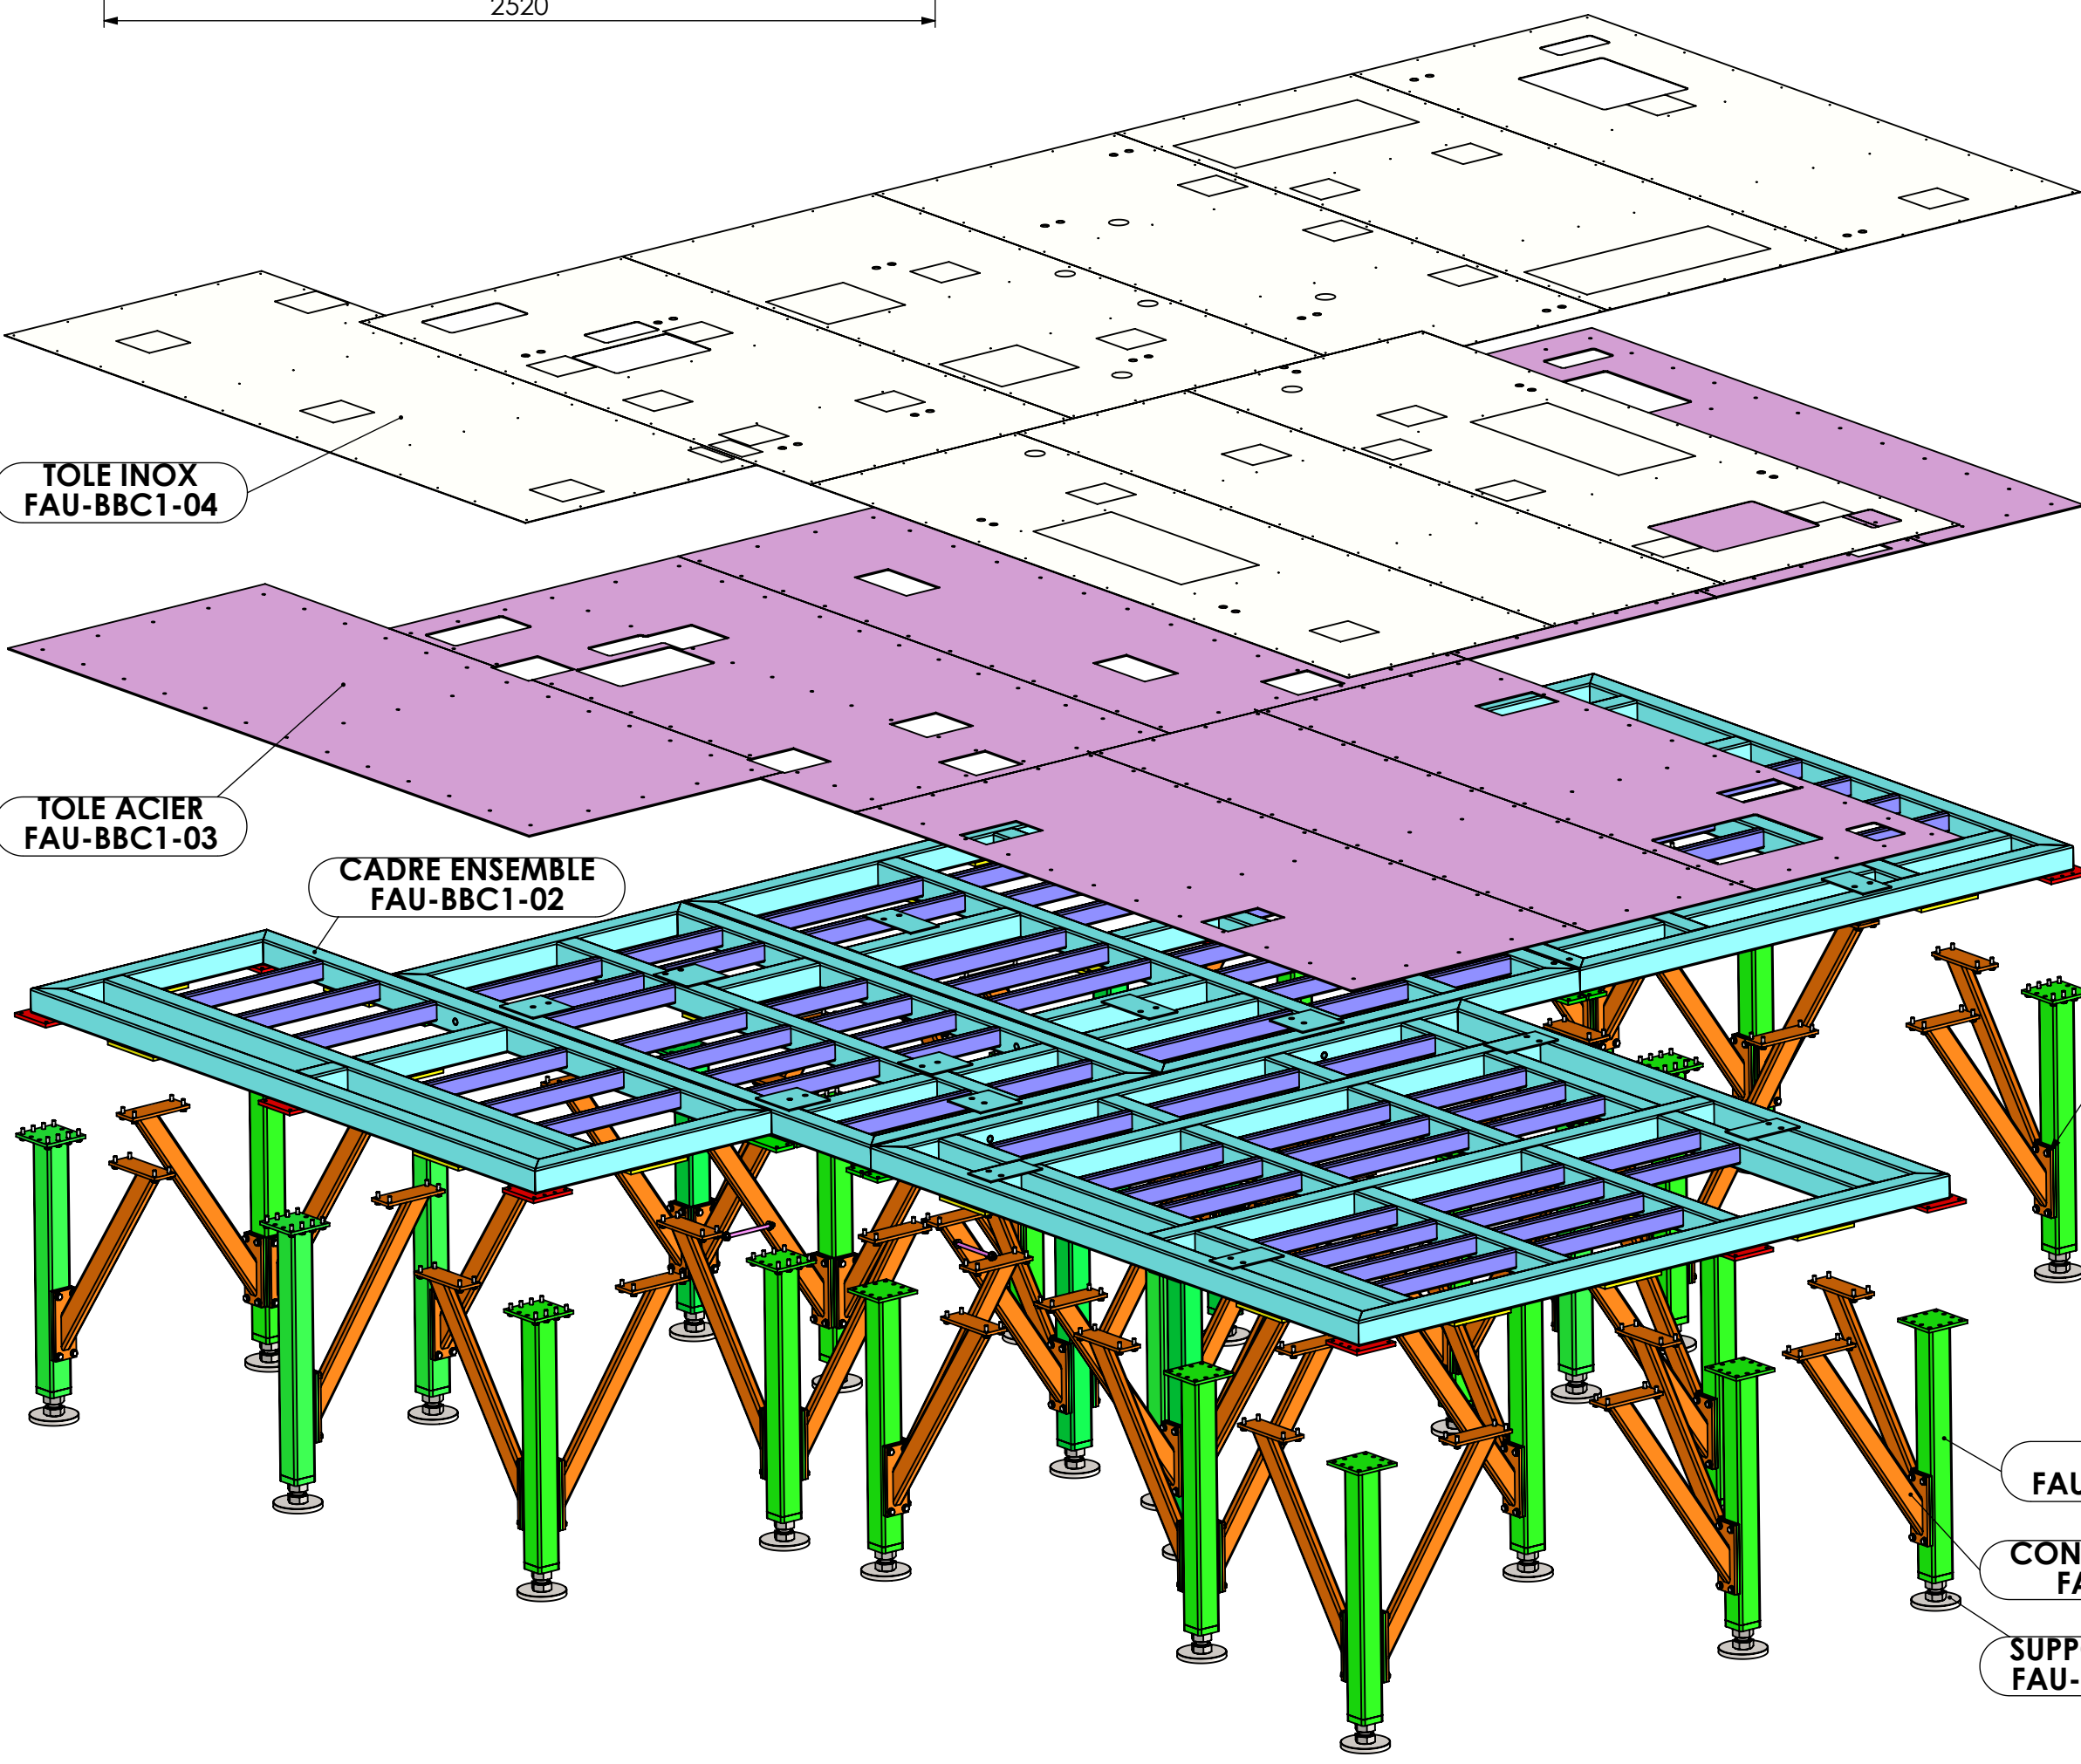 2520
TOLE INOX
FAU-BBC1-04
TOLE ACIER
FAU-BBC1-03
CADRE ENSEMBLE
FAU-BBC1-02
FAU
CON
FA
SUPP
FAU-